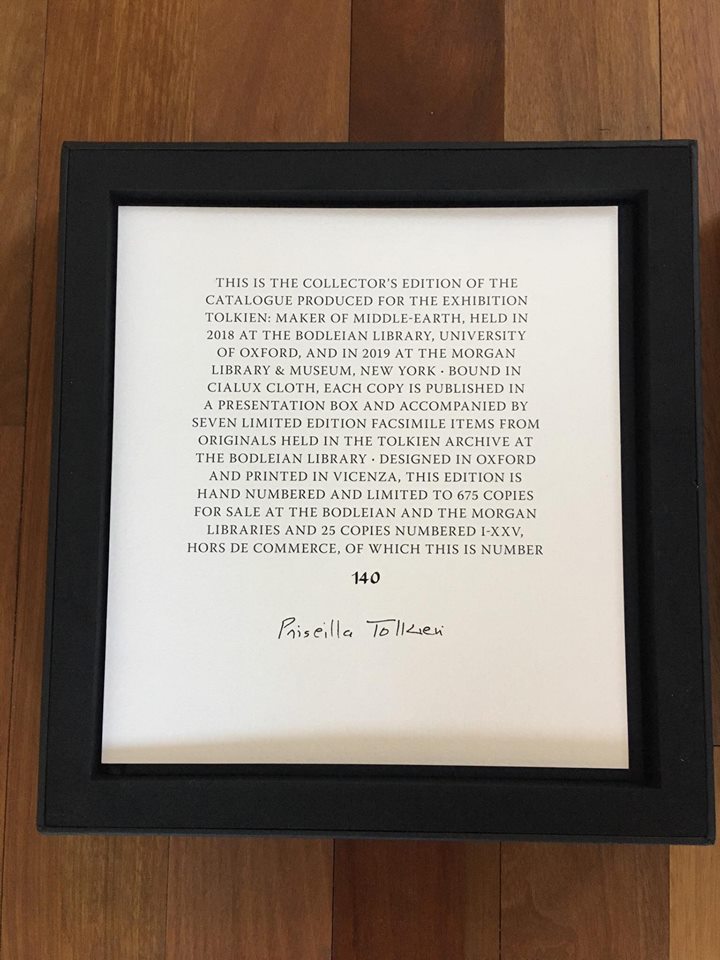 THIS IS THE COLLECTOR'S EDITION OF THE
CATALOGUE PRODUCED FOR THE EXHIBITION
TOLKIEN: MAKER OF MIDDLE-EARTH, HELD IN
2018 AT THE BODLEIAN LIBRARY, UNIVERSITY
OF OXFORD, AND IN 2019 AT THE MORGAN
LIBRARY & MUSEUM, NEW YORK · BOUND IN
CIALUX CLOTH, EACH COPY IS PUBLISHED IN
A PRESENTATION BOX AND ACCOMPANIED BY
SEVEN LIMITED EDITION FACSIMILE ITEMS FROM
ORIGINALS HELD IN THE TOLKIEN ARCHIVE AT
THE BODLEIAN LIBRARY · DESIGNED IN OXFORD
AND PRINTED IN VICENZA, THIS EDITION IS
HAND NUMBERED AND LIMITED TO 675 COPIES
FOR SALE AT THE BODLEIAN AND THE MORGAN
LIBRARIES AND 25 COPIES NUMBERED I-XXV,
HORS DE COMMERCE, OF WHICH THIS IS NUMBER
140
Priscilla Tolkien